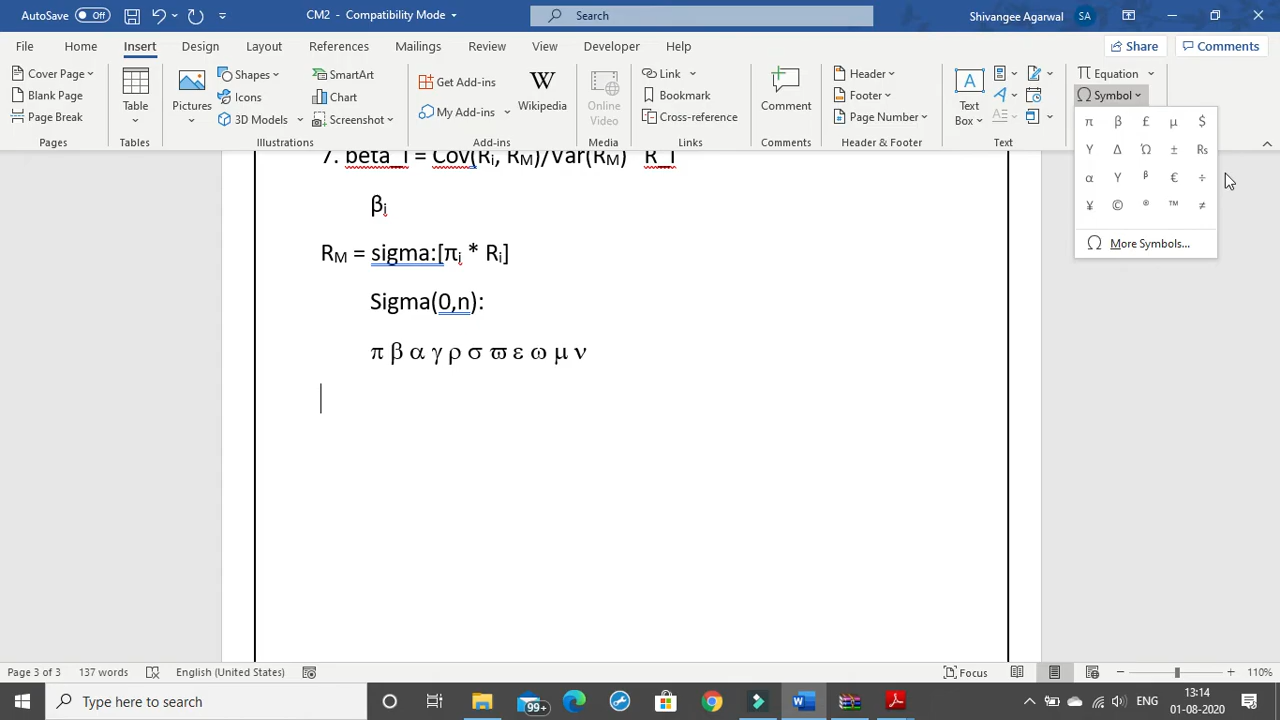 AutoSave Off CM2 - Compatibility Mode Search Shivangee Agarwal SA
File Home Insert Design Layout References Mailings Review View Developer Help Share Comments
Cover Page
Blank Page
Page Break
Pages
Table
Tables
Pictures
Shapes
Icons
3D Models
SmartArt
Chart
Screenshot
Illustrations
Get Add-ins
My Add-ins
Wikipedia
Add-ins
Online
Video
Media
Link
Bookmark
Cross-reference
Links
Comment
Comments
Header
Footer
Page Number
Header & Footer
Text
Box
Text
Equation
Symbol
π β £ µ $
Y Δ Ώ ± ₨
α Υ ᵝ € ÷
¥ © ® ™ ≠
More Symbols...
7. beta_i = Cov(Ri, RM)/Var(RM) R_i
βi
RM = sigma:[πi * Ri]
Sigma(0,n):
π β α γ ρ σ ϖ ε ω μ ν
Page 3 of 3 137 words English (United States) Focus 110%
Type here to search 99+ W ENG 13:14
01-08-2020